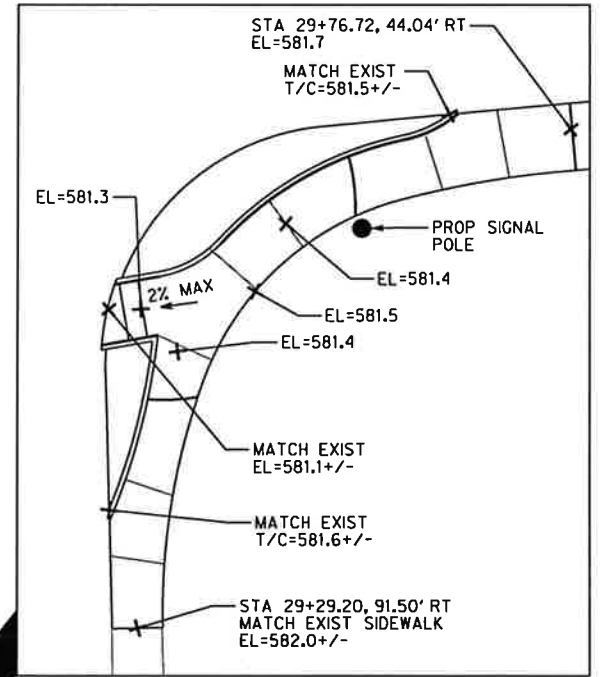 STA 29+76.72, 44.04' RT
EL=581.7
MATCH EXIST
T/C=581.5+/-
EL=581.3
2% MAX
PROP SIGNAL
POLE
EL=581.4
EL=581.5
EL=581.4
MATCH EXIST
EL=581.1+/-
MATCH EXIST
T/C=581.6+/-
STA 29+29.20, 91.50' RT
MATCH EXIST SIDEWALK
EL=582.0+/-